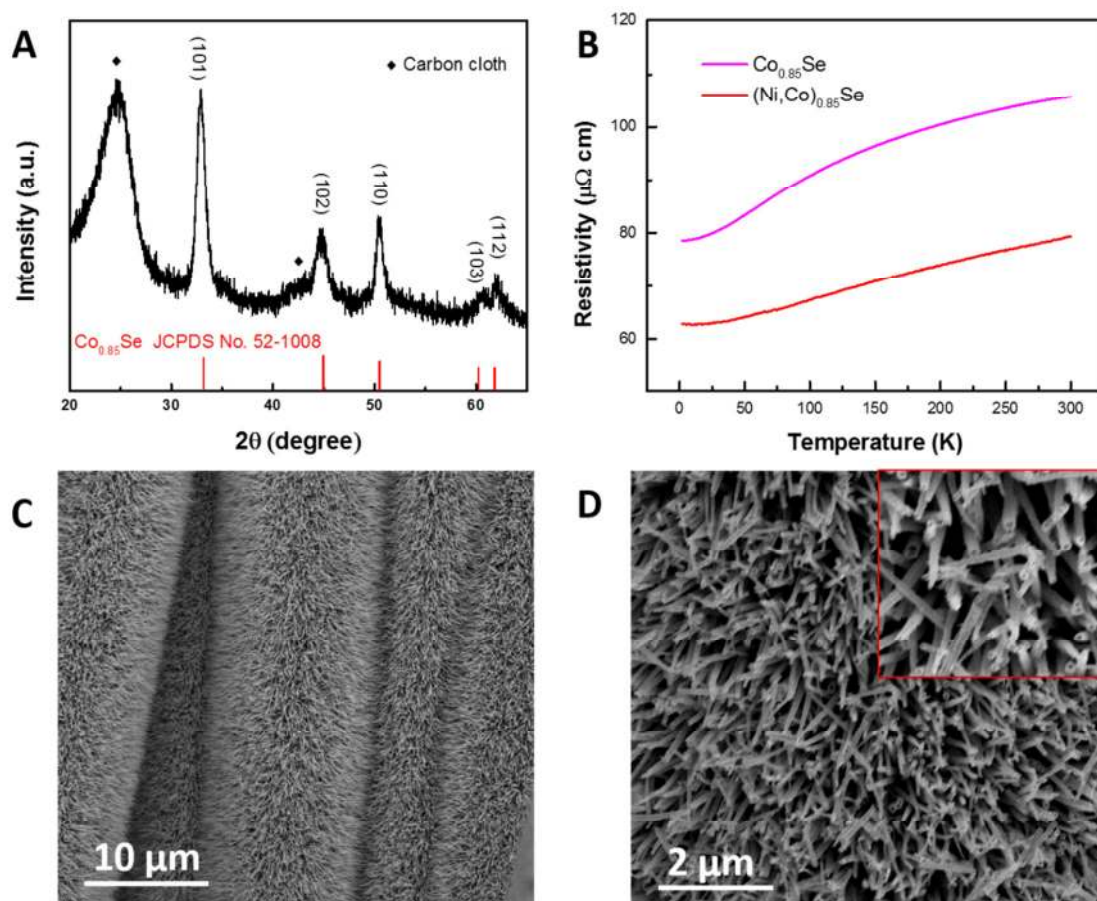 A
(101)
◆ Carbon cloth
(102)
(110)
(103)
(112)
Intensity (a.u.)
Co₀.₈₅Se JCPDS No. 52-1008
20 30 40 50 60
2θ (degree)
B
120
100
80
60
Co₀.₈₅Se
(Ni,Co)₀.₈₅Se
Resistivity (μΩ cm)
0 50 100 150 200 250 300
Temperature (K)
C
10 μm
D
2 μm